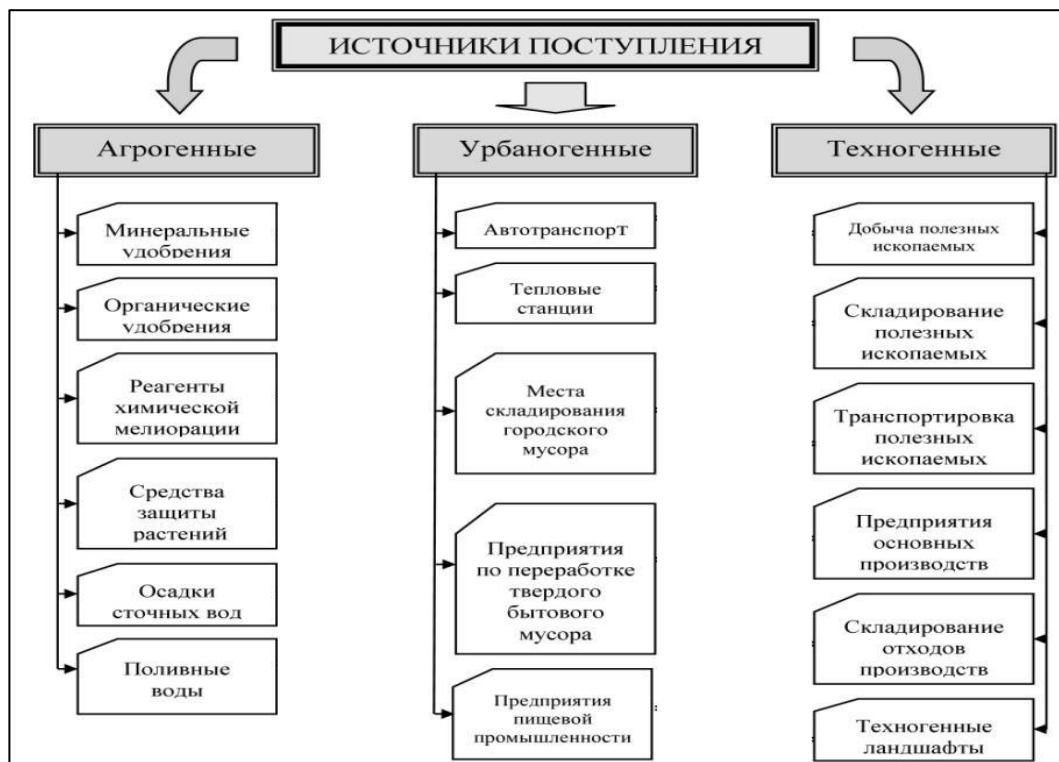 ИСТОЧНИКИ ПОСТУПЛЕНИЯ
Агрогенные
Минеральные
удобрения
Органические
удобрения
Реагенты
химической
мелиорации
Средства
защиты
растений
Осадки
сточных вод
Поливные
воды
Урбаногенные
Автотранспорт
Тепловые
станции
Места
складирования
городского
мусора
Предприятия
по переработке
твердого
бытового
мусора
Предприятия
пищевой
промышленности
Техногенные
Добыча полезных
ископаемых
Складирование
полезных
ископаемых
Транспортировка
полезных
ископаемых
Предприятия
основных
производств
Складирование
отходов
производств
Техногенные
ландшафты